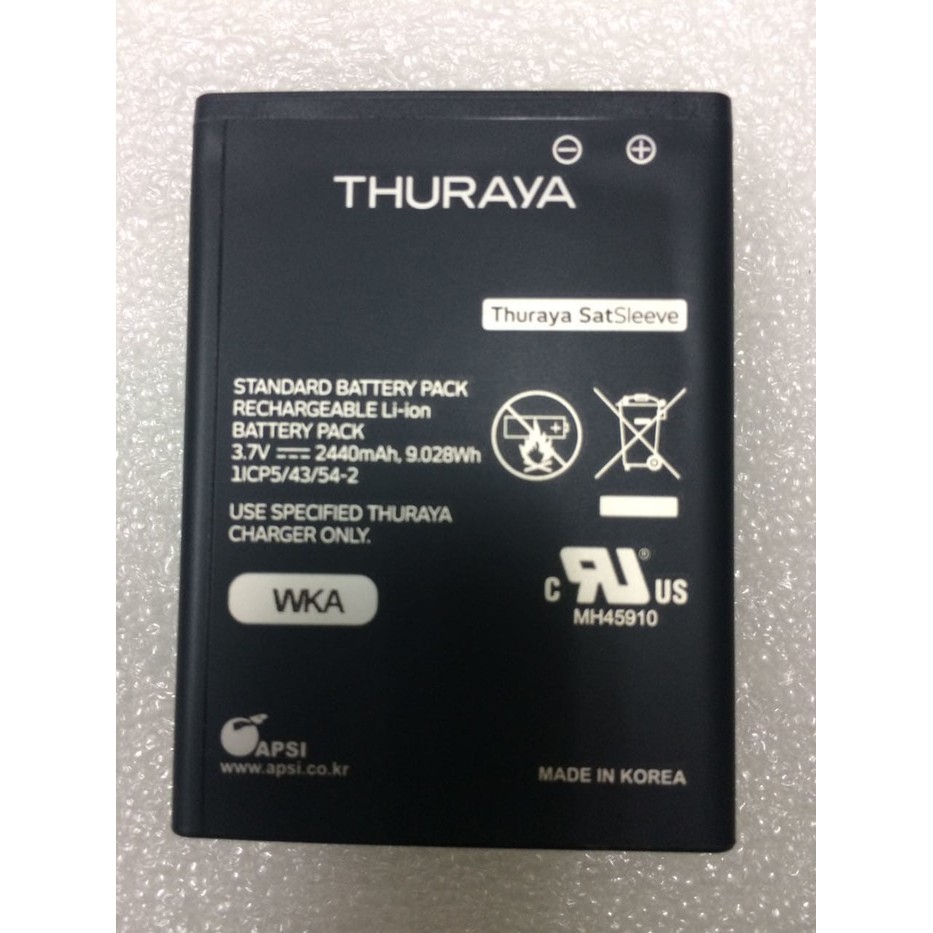 THURAYA
Thuraya SatSleeve
STANDARD BATTERY PACK
RECHARGEABLE Li-ion
BATTERY PACK
3.7V ⎓ 2440mAh, 9.028Wh
1ICP5/43/54-2
USE SPECIFIED THURAYA
CHARGER ONLY.
WKA
c RU® US
MH45910
APSI
www.apsi.co.kr
MADE IN KOREA